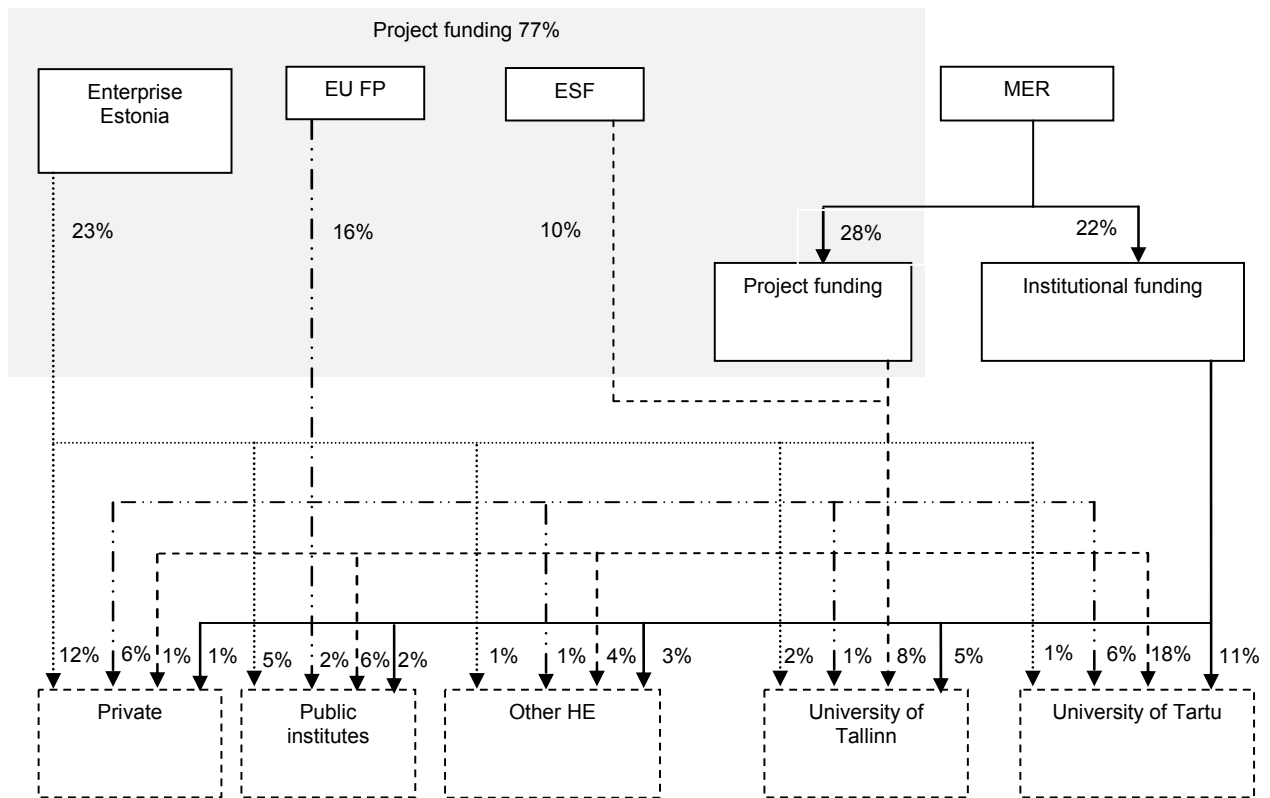 Project funding 77%
Enterprise
Estonia
EU FP
ESF
MER
23%
16%
10%
28%
22%
Project funding
Institutional funding
12%
6%
1%
1%
5%
2%
6%
2%
1%
1%
4%
3%
2%
1%
8%
5%
1%
6%
18%
11%
Private
Public
institutes
Other HE
University of
Tallinn
University of Tartu